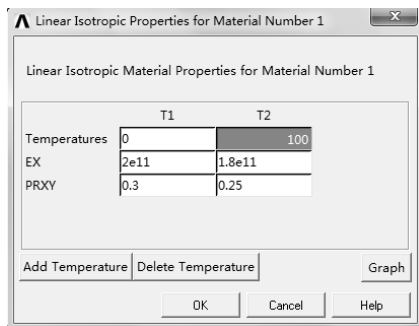 Linear Isotropic Properties for Material Number 1
x
Linear Isotropic Material Properties for Material Number 1
T1 T2
Temperatures 0 100
EX 2e11 1.8e11
PRXY 0.3 0.25
Add Temperature Delete Temperature Graph
OK Cancel Help